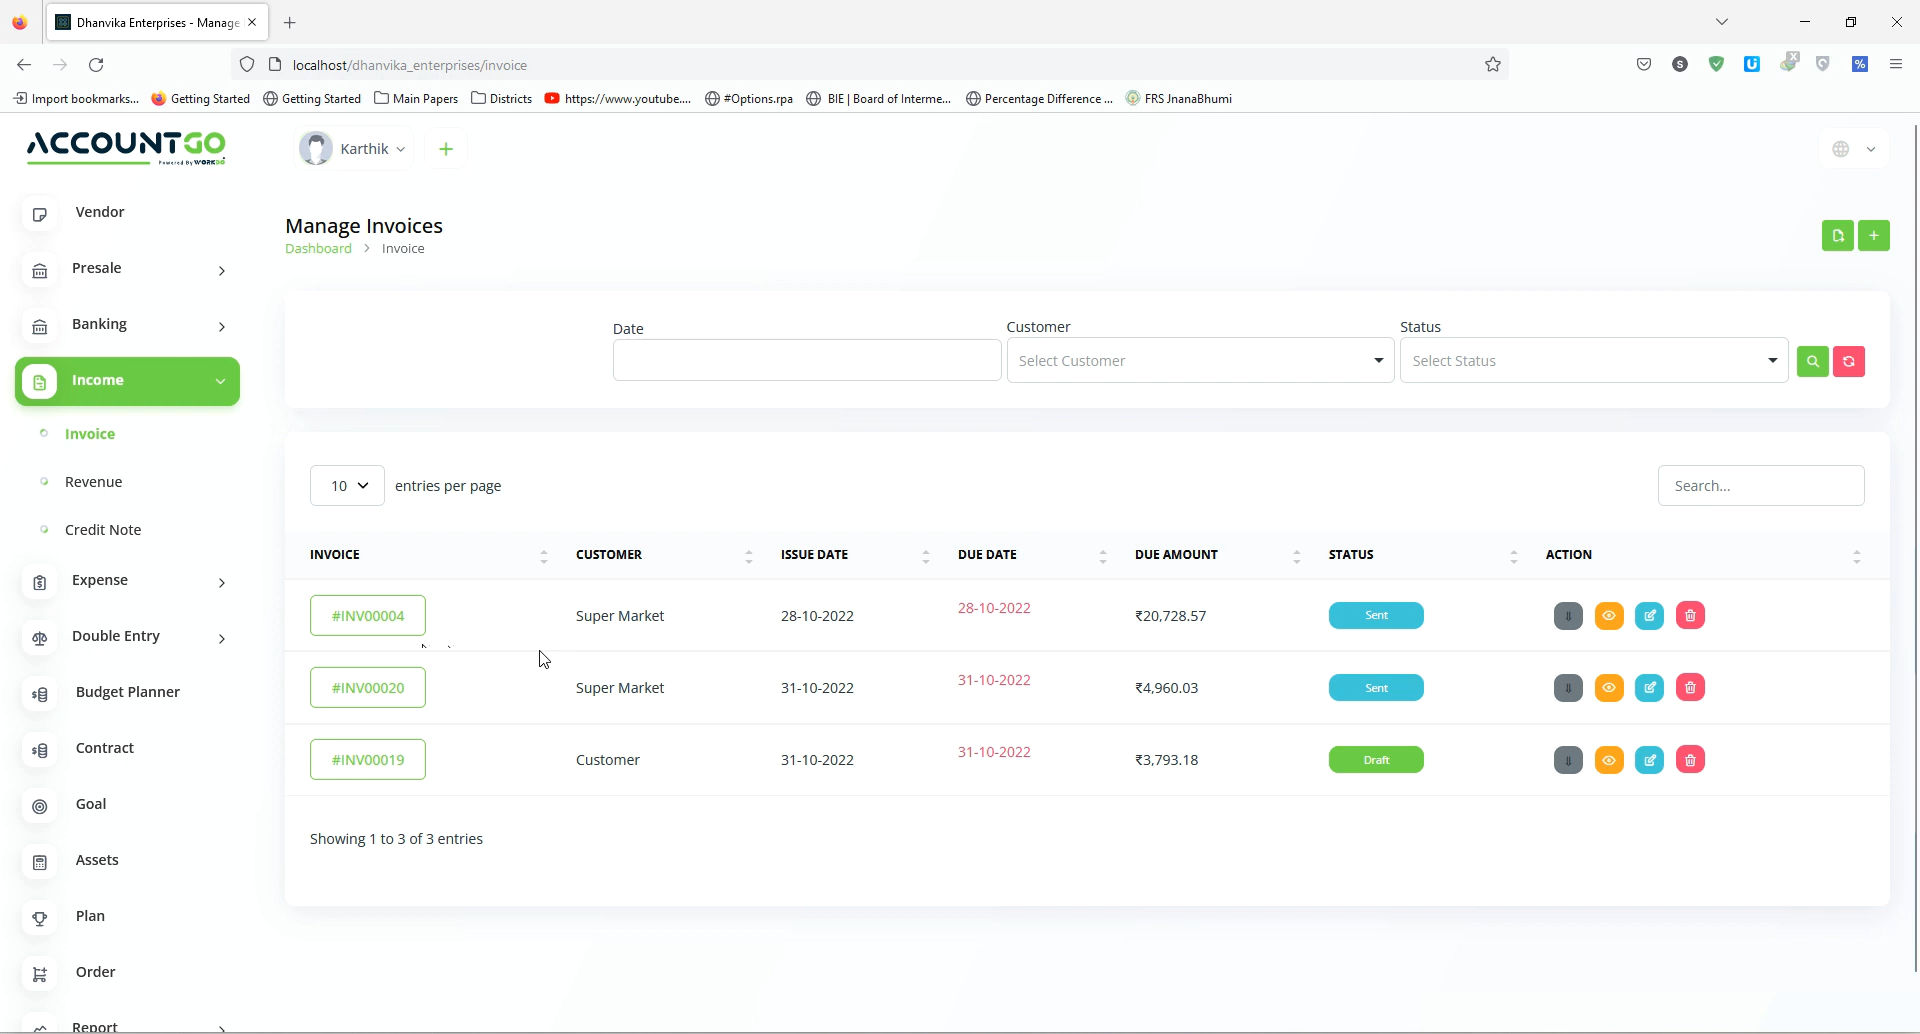 Dhanvika Enterprises - Manage
localhost/dhanvika_enterprises/invoice
Import bookmarks...
Getting Started
Getting Started
Main Papers
Districts
https://www.youtube....
#Options.rpa
BIE | Board of Interme...
Percentage Difference ...
FRS JnanaBhumi
ACCOUNTGO
Powered By WORKDO
Karthik
Vendor
Presale
Banking
Income
Invoice
Revenue
Credit Note
Expense
Double Entry
Budget Planner
Contract
Goal
Assets
Plan
Order
Report
Manage Invoices
Dashboard > Invoice
Date
Customer
Select Customer
Status
Select Status
10 entries per page
Search...
INVOICE CUSTOMER ISSUE DATE DUE DATE DUE AMOUNT STATUS ACTION
#INV00004 Super Market 28-10-2022 28-10-2022 ₹20,728.57 Sent
#INV00020 Super Market 31-10-2022 31-10-2022 ₹4,960.03 Sent
#INV00019 Customer 31-10-2022 31-10-2022 ₹3,793.18 Draft
Showing 1 to 3 of 3 entries